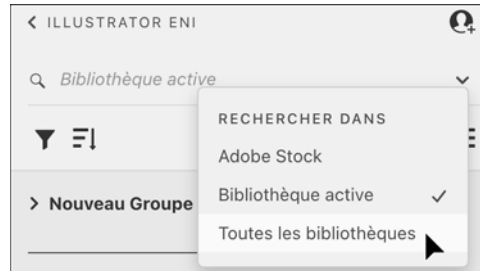 ILLUSTRATOR ENI
Bibliothèque active
RECHERCHER DANS
Adobe Stock
Bibliothèque active
Nouveau Groupe
Toutes les bibliothèques